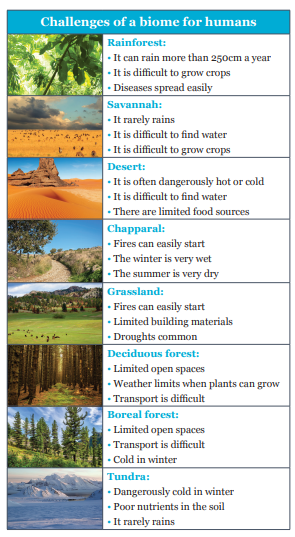 Challenges of a biome for humans
Rainforest:
• It can rain more than 250cm a year
• It is difficult to grow crops
• Diseases spread easily
Savannah:
• It rarely rains
• It is difficult to find water
• It is difficult to grow crops
Desert:
• It is often dangerously hot or cold
• It is difficult to find water
• There are limited food sources
Chapparal:
• Fires can easily start
• The winter is very wet
• The summer is very dry
Grassland:
• Fires can easily start
• Limited building materials
• Droughts common
Deciduous forest:
• Limited open spaces
• Weather limits when plants can grow
• Transport is difficult
Boreal forest:
• Limited open spaces
• Transport is difficult
• Cold in winter
Tundra:
• Dangerously cold in winter
• Poor nutrients in the soil
• It rarely rains